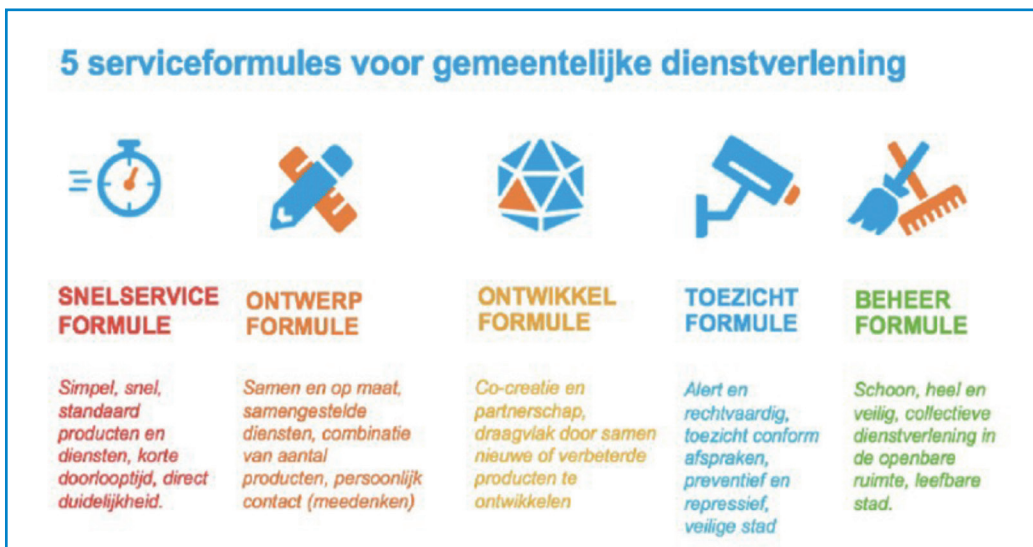 5 serviceformules voor gemeentelijke dienstverlening
SNELSERVICE
FORMULE
Simpel, snel,
standaard
producten en
diensten, korte
doorlooptijd, direct
duidelijkheid.
ONTWERP
FORMULE
Samen en op maat,
samengestelde
diensten, combinatie
van aantal
producten, persoonlijk
contact (meedenken)
ONTWIKKEL
FORMULE
Co-creatie en
partnerschap,
draagvlak door samen
nieuwe of verbeterde
producten te
ontwikkelen
TOEZICHT
FORMULE
Alert en
rechtvaardig,
toezicht conform
afspraken,
preventief en
repressief,
veilige stad
BEHEER
FORMULE
Schoon, heel en
veilig, collectieve
dienstverlening in
de openbare
ruimte, leefbare
stad.